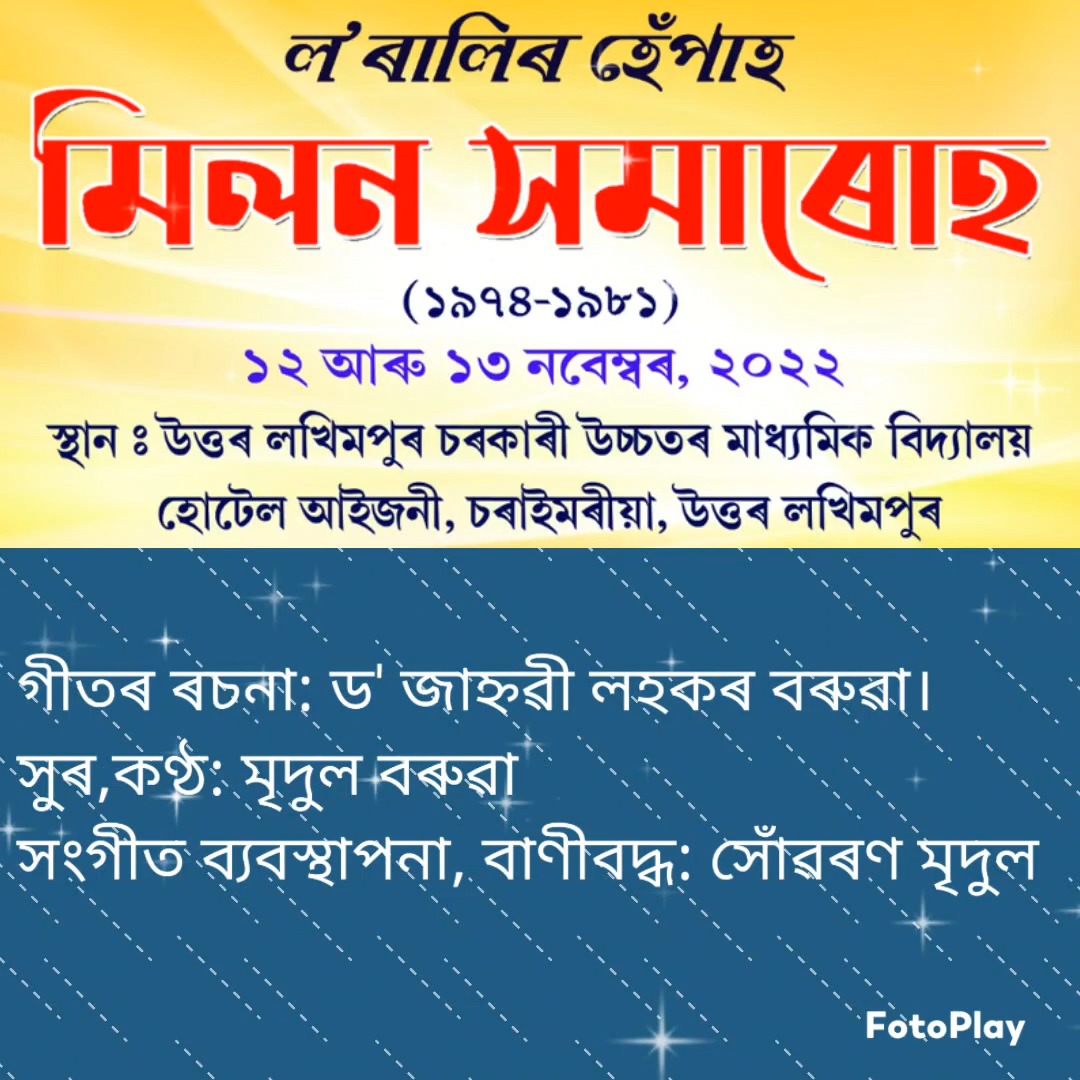 ল’ৰালিৰ হেঁপাহ
মিলন সমাৰোহ
(১৯৭৪-১৯৮১)
১২ আৰু ১৩ নবেম্বৰ, ২০২২
স্থান ঃ উত্তৰ লখিমপুৰ চৰকাৰী উচ্চতৰ মাধ্যমিক বিদ্যালয়
হোটেল আইজনী, চৰাইমৰীয়া, উত্তৰ লখিমপুৰ
গীতৰ ৰচনা: ড' জাহ্নৱী লহকৰ বৰুৱা।
সুৰ,কণ্ঠ: মৃদুল বৰুৱা
সংগীত ব্যবস্থাপনা, বাণীবদ্ধ: সোঁৱৰণ মৃদুল
FotoPlay